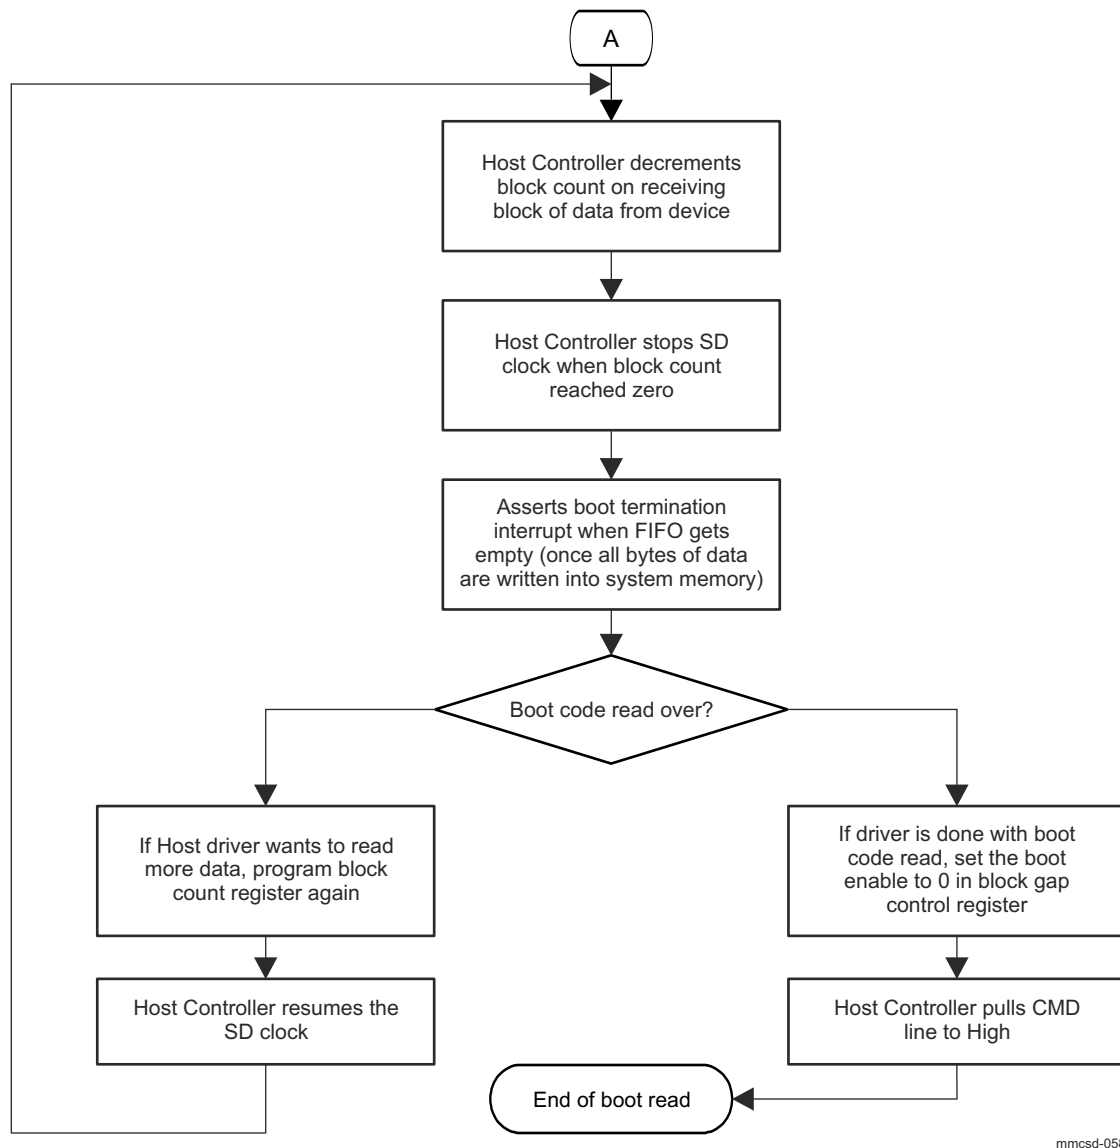 A
Host Controller decrements
block count on receiving
block of data from device
Host Controller stops SD
clock when block count
reached zero
Asserts boot termination
interrupt when FIFO gets
empty (once all bytes of data
are written into system memory)
Boot code read over?
If Host driver wants to read
more data, program block
count register again
If driver is done with boot
code read, set the boot
enable to 0 in block gap
control register
Host Controller resumes the
SD clock
Host Controller pulls CMD
line to High
End of boot read